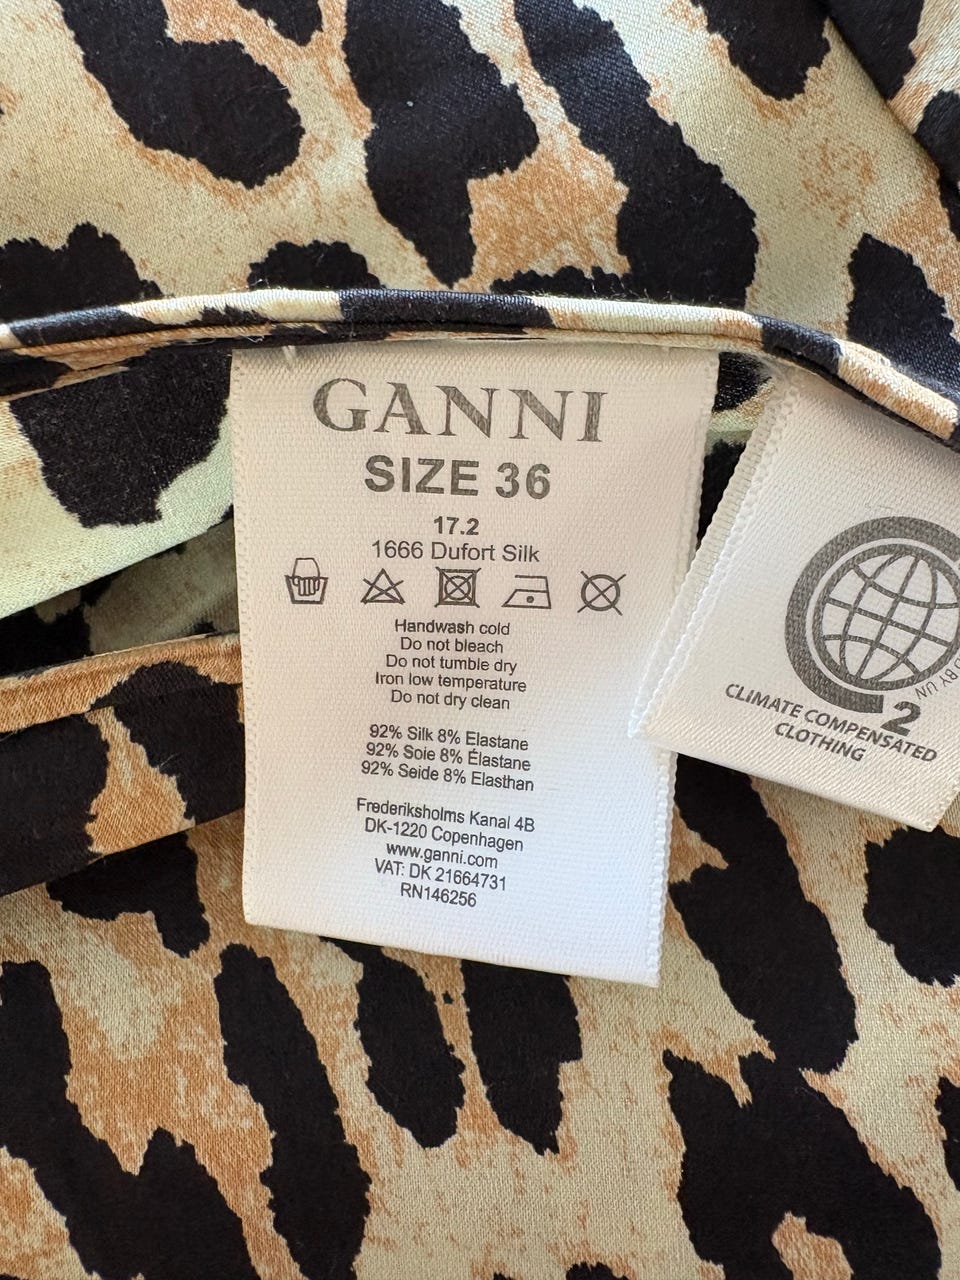 GANNI
SIZE 36
17.2
1666 Dufort Silk
Handwash cold
Do not bleach
Do not tumble dry
Iron low temperature
Do not dry clean
92% Silk 8% Elastane
92% Soie 8% Élastane
92% Seide 8% Elasthan
Frederiksholms Kanal 4B
DK-1220 Copenhagen
www.ganni.com
VAT: DK 21664731
RN146256
2
BY UN
CLIMATE COMPENSATED
CLOTHING